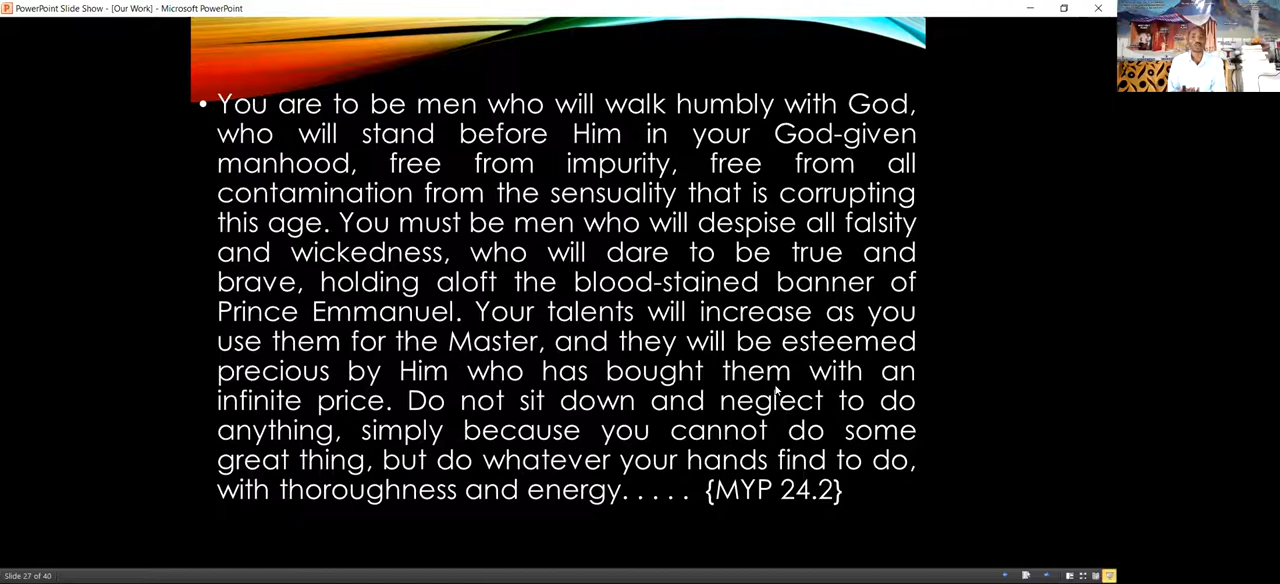 PowerPoint Slide Show - [Our Work] - Microsoft PowerPoint
• You are to be men who will walk humbly with God,
who will stand before Him in your God-given
manhood, free from impurity, free from all
contamination from the sensuality that is corrupting
this age. You must be men who will despise all falsity
and wickedness, who will dare to be true and
brave, holding aloft the blood-stained banner of
Prince Emmanuel. Your talents will increase as you
use them for the Master, and they will be esteemed
precious by Him who has bought them with an
infinite price. Do not sit down and neglect to do
anything, simply because you cannot do some
great thing, but do whatever your hands find to do,
with thoroughness and energy. . . . . {MYP 24.2}
Slide 27 of 40